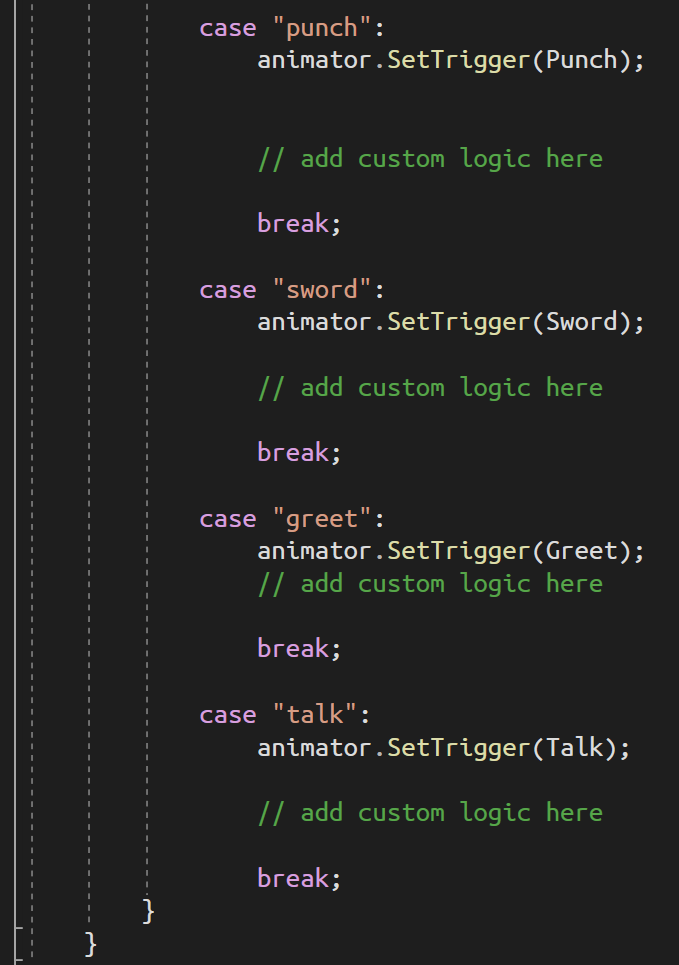 case "punch":
animator.SetTrigger(Punch);
// add custom logic here
break;
case "sword":
animator.SetTrigger(Sword);
// add custom logic here
break;
case "greet":
animator.SetTrigger(Greet);
// add custom logic here
break;
case "talk":
animator.SetTrigger(Talk);
// add custom logic here
break;
}
}